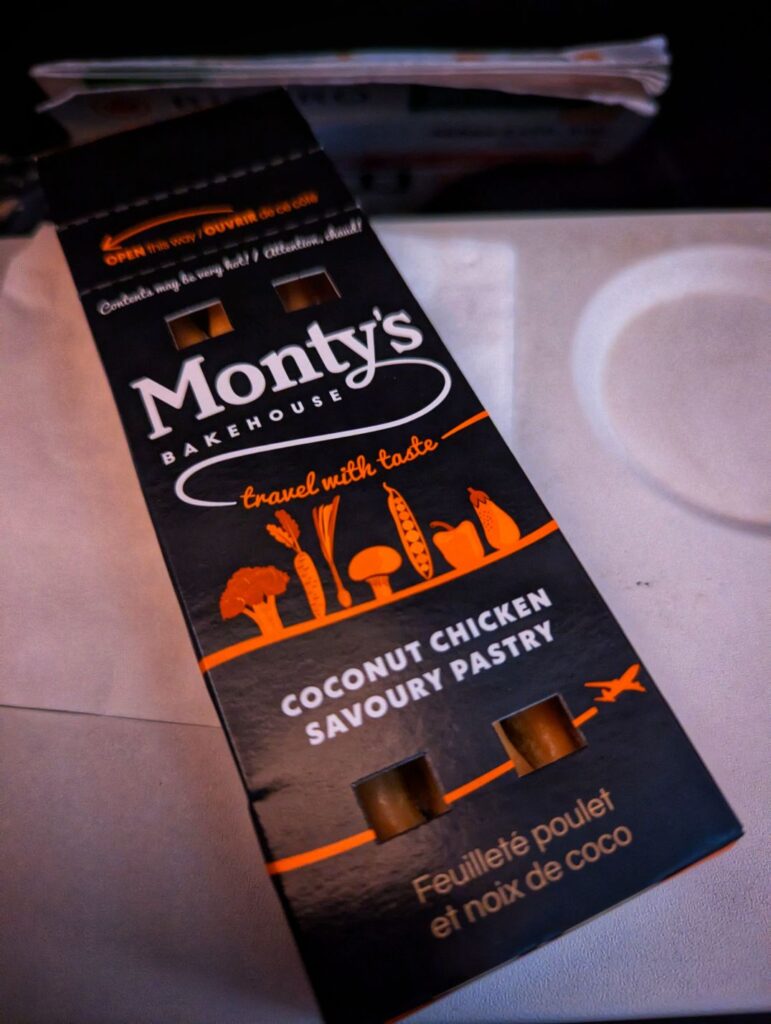 OPEN this way / OUVRIR de ce côté
Contents may be very hot! / Attention, chaud!
Monty's
BAKEHOUSE
travel with taste
COCONUT CHICKEN
SAVOURY PASTRY
Feuilleté poulet
et noix de coco